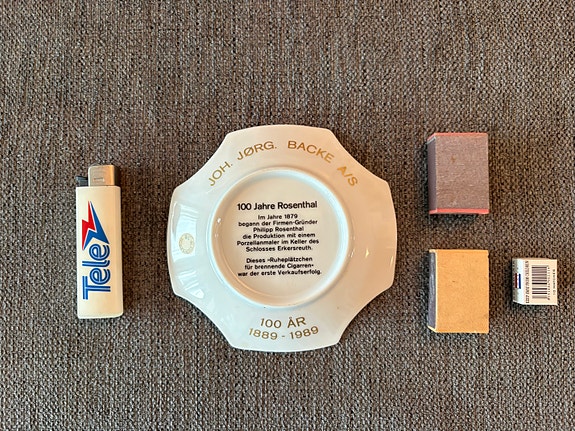 JOH. JØRG. BACKE A/S
100 Jahre Rosenthal
Im Jahre 1879
begann der Firmen-Gründer
Philipp Rosenthal
die Produktion mit einem
Porzellanmaler im Keller des
Schlosses Erkersreuth.
Dieses »Ruheplätzchen
für brennende Cigarren«
war der erste Verkaufserfolg.
100 ÅR
1889 - 1989
Telex